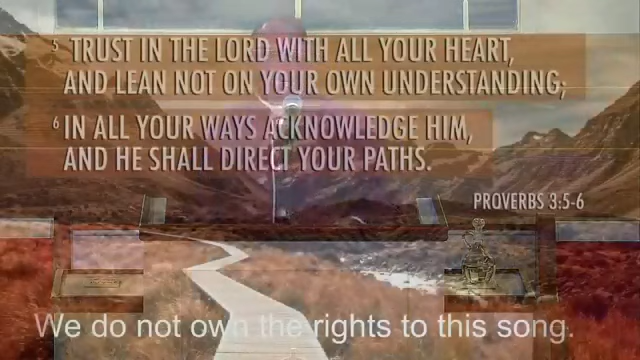 5 TRUST IN THE LORD WITH ALL YOUR HEART,
AND LEAN NOT ON YOUR OWN UNDERSTANDING;
6 IN ALL YOUR WAYS ACKNOWLEDGE HIM,
AND HE SHALL DIRECT YOUR PATHS.
PROVERBS 3:5-6
We do not own the rights to this song.